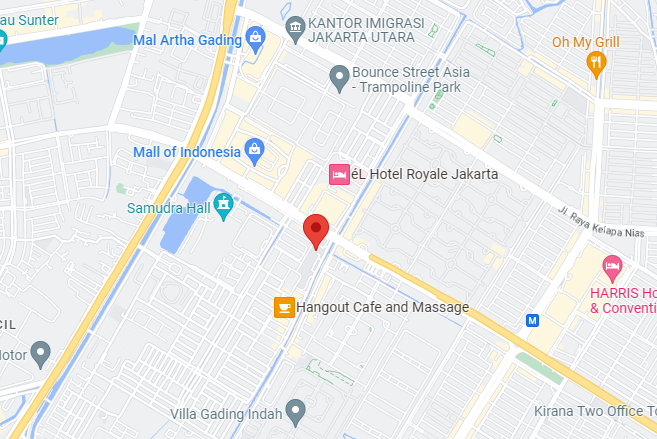 KANTOR IMIGRASI
JAKARTA UTARA
au Sunter
Mal Artha Gading
Oh My Grill
Bounce Street Asia
- Trampoline Park
Mall of Indonesia
éL Hotel Royale Jakarta
Samudra Hall
Jl. Raya Kelapa Nias
HARRIS Ho
& Conventi
Hangout Cafe and Massage
M
CIL
Motor
Villa Gading Indah
Kirana Two Office To